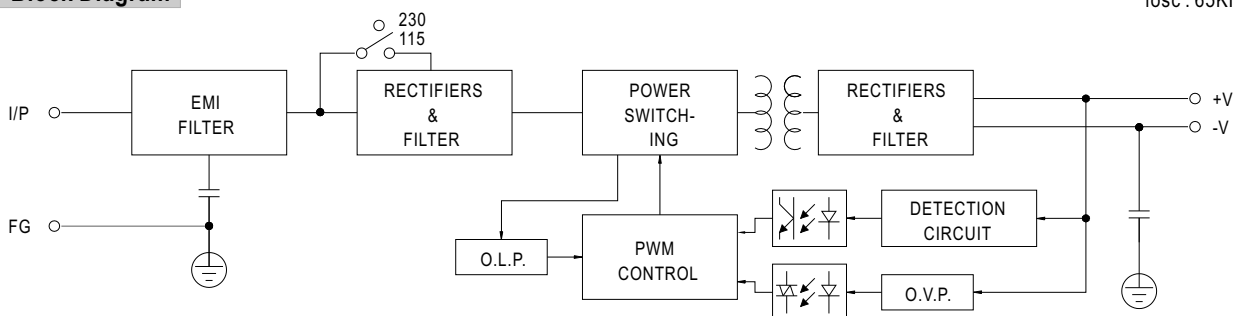 Block Diagram
fosc : 65K
230
115
I/P
EMI
FILTER
RECTIFIERS
&
FILTER
POWER
SWITCH-
ING
RECTIFIERS
&
FILTER
+V
-V
FG
O.L.P.
PWM
CONTROL
DETECTION
CIRCUIT
O.V.P.